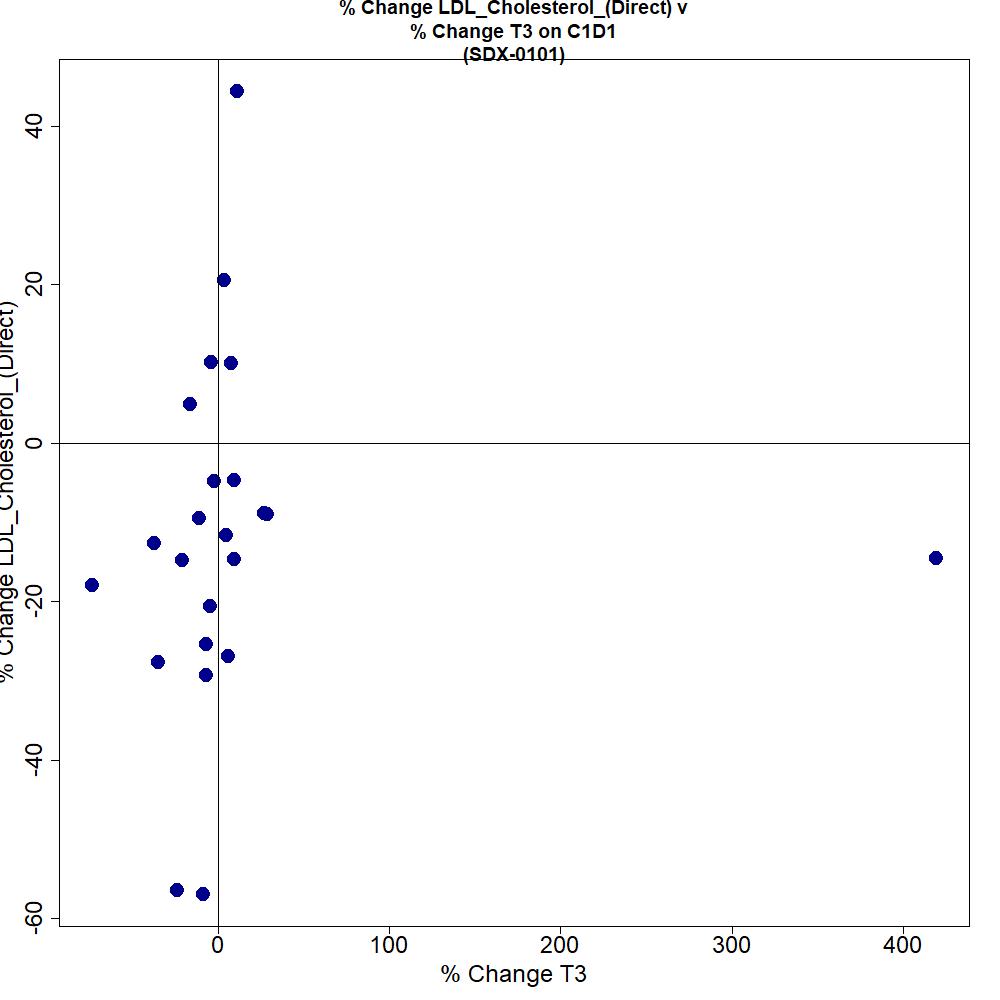 % Change LDL_Cholesterol_(Direct) v
% Change T3 on C1D1
(SDX-0101)
% Change LDL_Cholesterol_(Direct)
40
20
0
-20
-40
-60
0
100
200
300
400
% Change T3